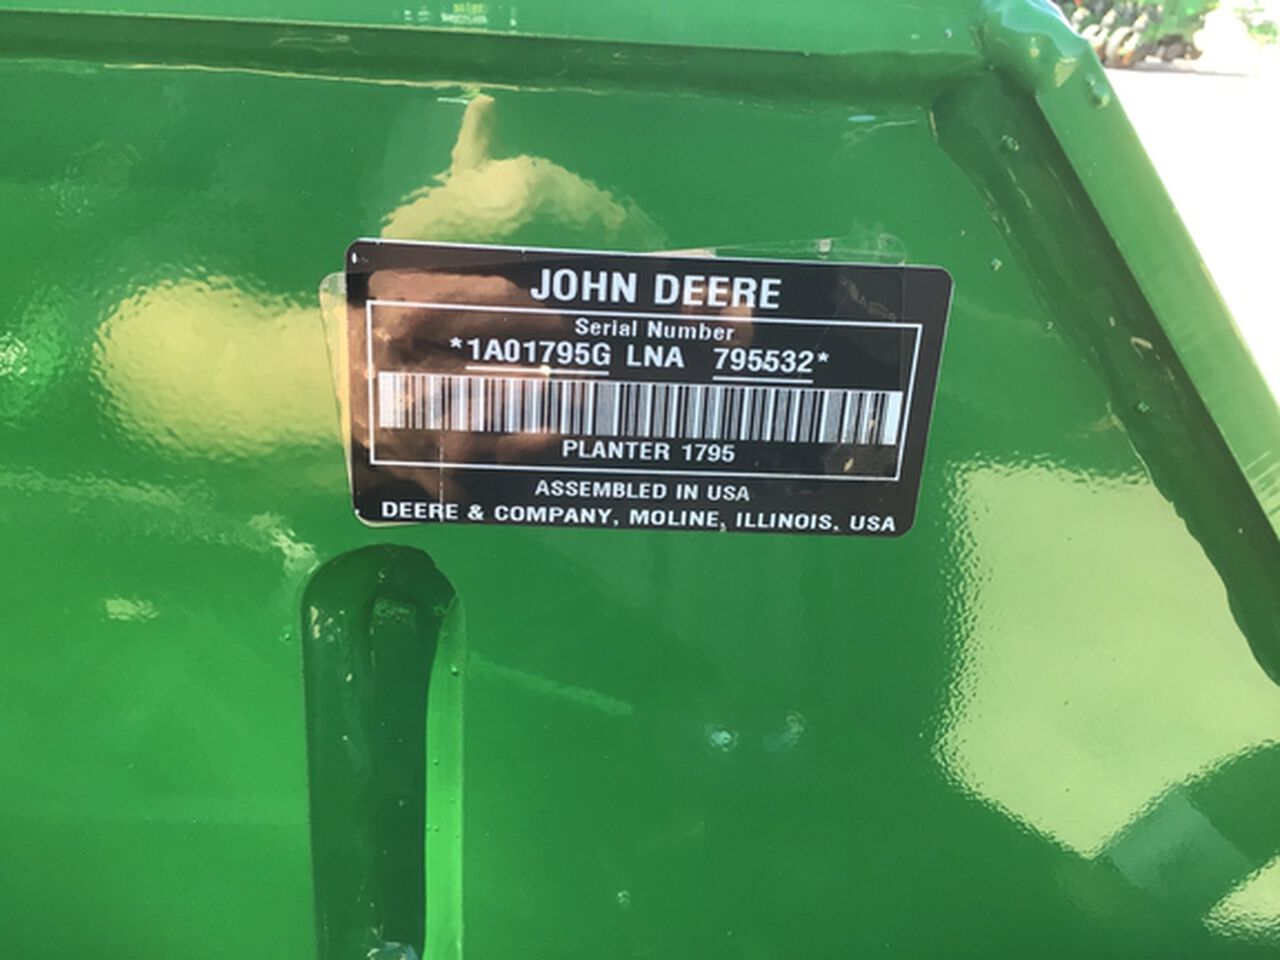 JOHN DEERE
Serial Number
*1A01795G LNA 795532*
PLANTER 1795
ASSEMBLED IN USA
DEERE & COMPANY, MOLINE, ILLINOIS. USA